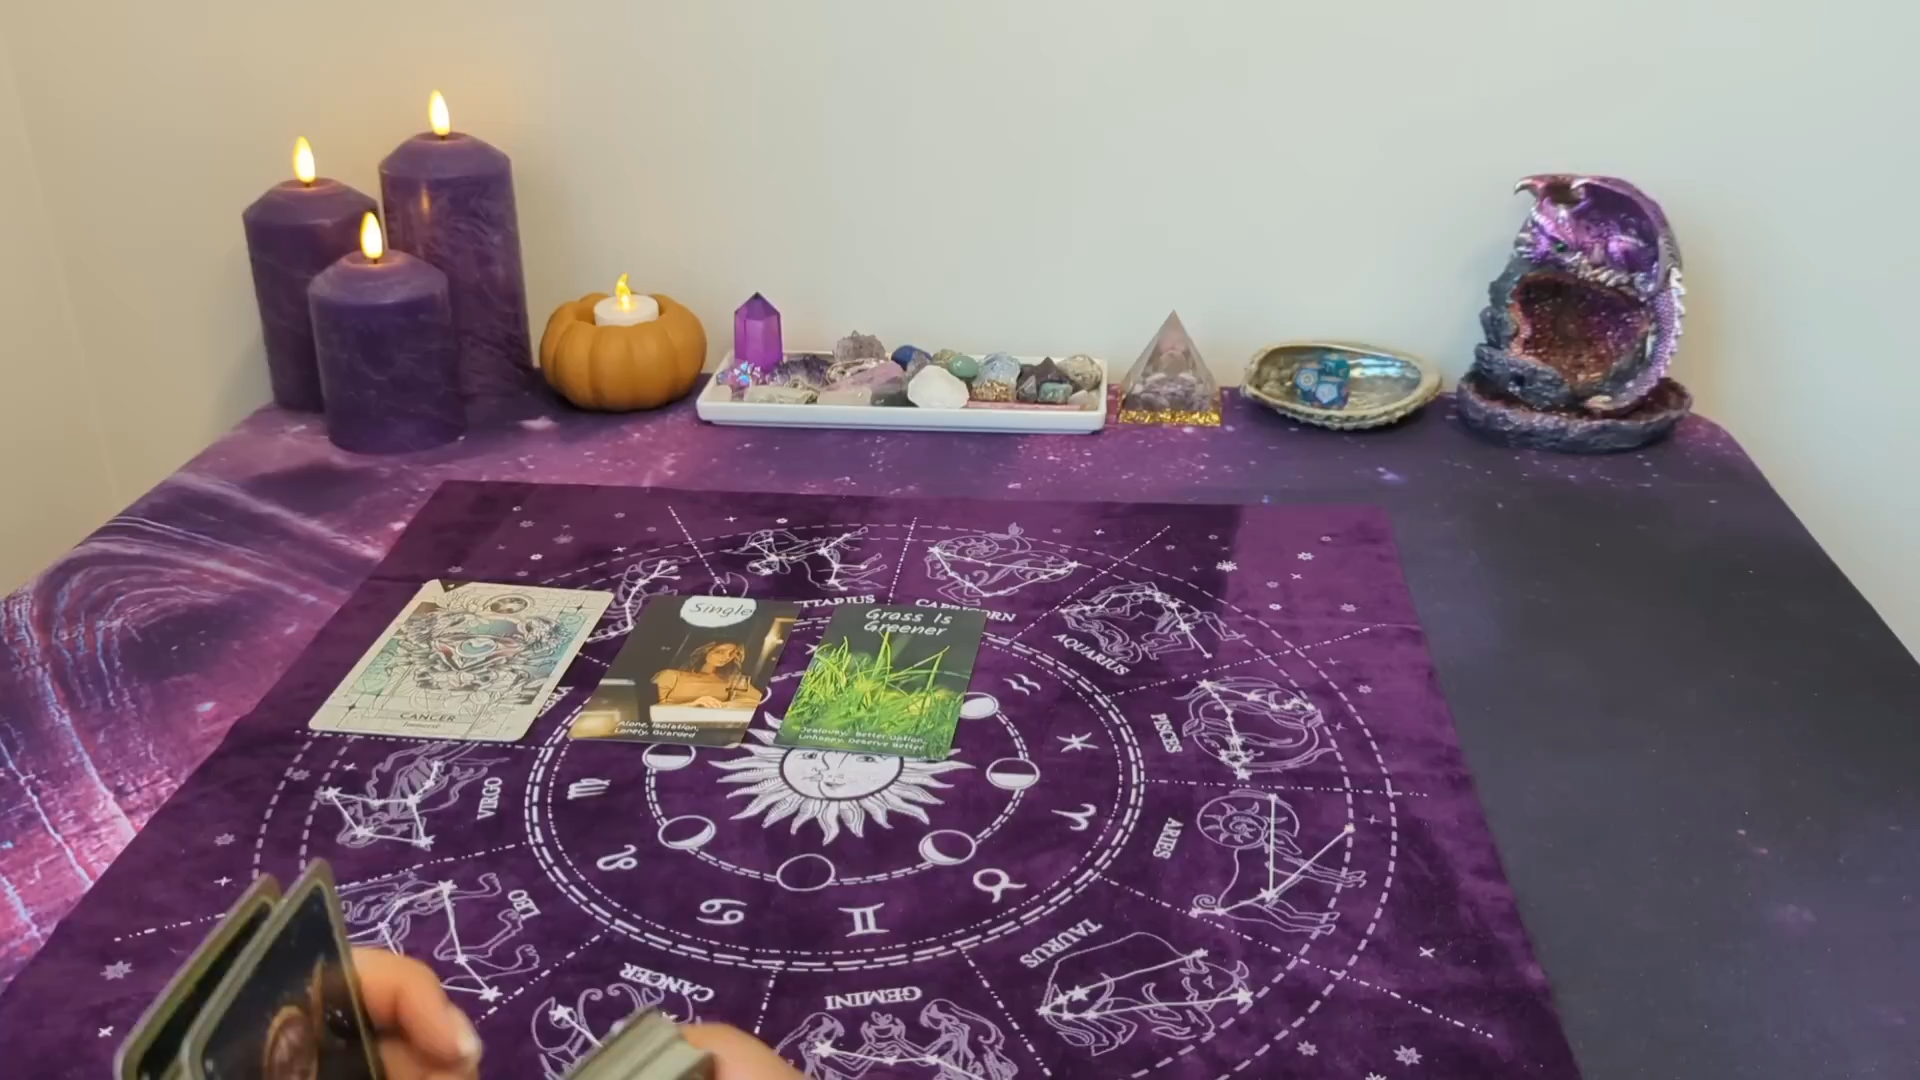 CANCER
Single
Alone, Isolation,
Lonely, Guarded
Grass Is
Greener
Jealousy, Better Option,
Unhappy, Deserve Better
CAPRICORN
AQUARIUS
PISCES
ARIES
TAURUS
GEMINI
CANCER
LEO
VIRGO